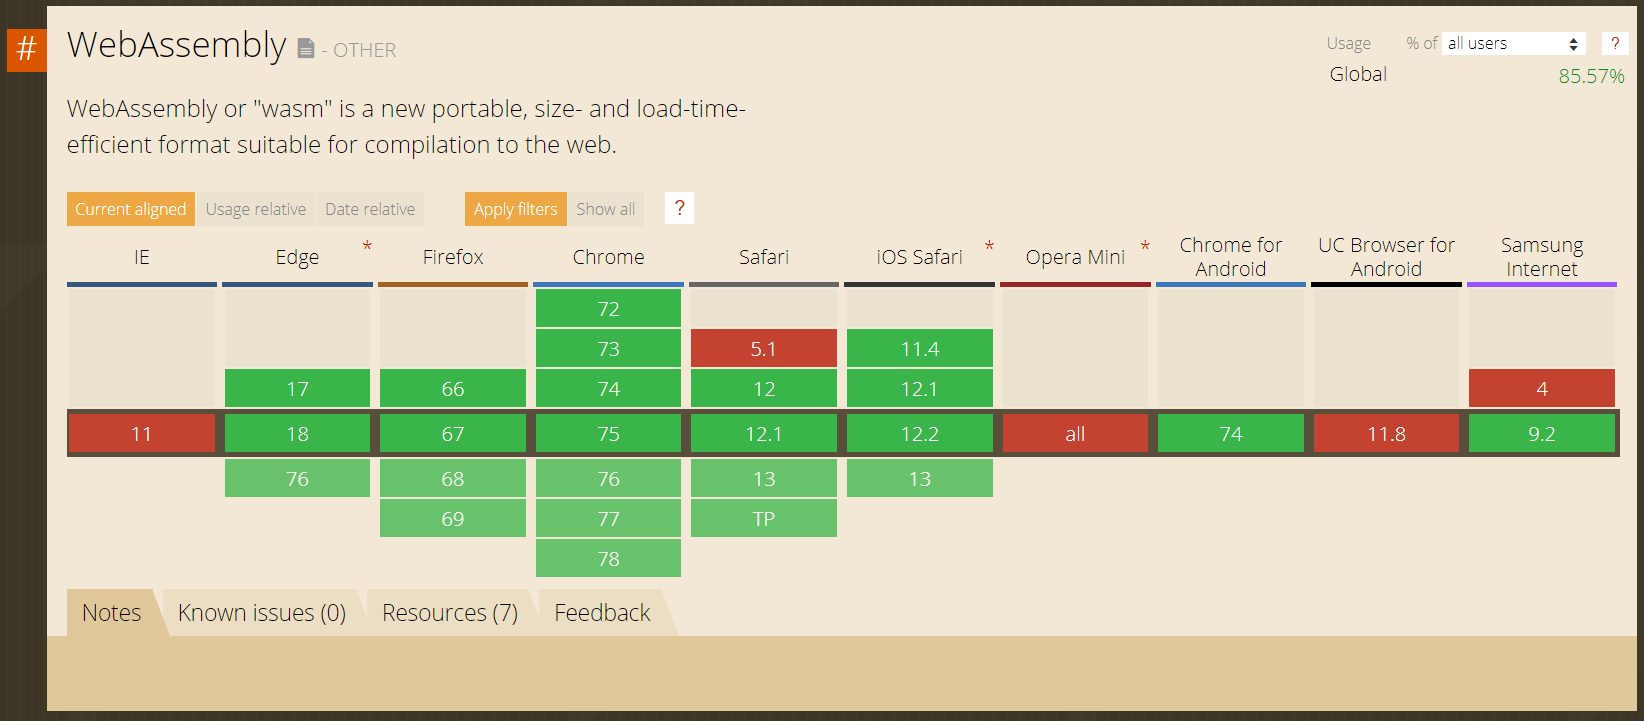 #
WebAssembly - OTHER
Usage % of all users ?
Global 85.57%
WebAssembly or "wasm" is a new portable, size- and load-time-
efficient format suitable for compilation to the web.
Current aligned Usage relative Date relative Apply filters Show all ?
IE Edge * Firefox Chrome Safari iOS Safari * Opera Mini * Chrome for Android UC Browser for Android Samsung Internet
72
73 5.1 11.4
17 66 74 12 12.1 4
11 18 67 75 12.1 12.2 all 74 11.8 9.2
76 68 76 13 13
69 77 TP
78
Notes Known issues (0) Resources (7) Feedback